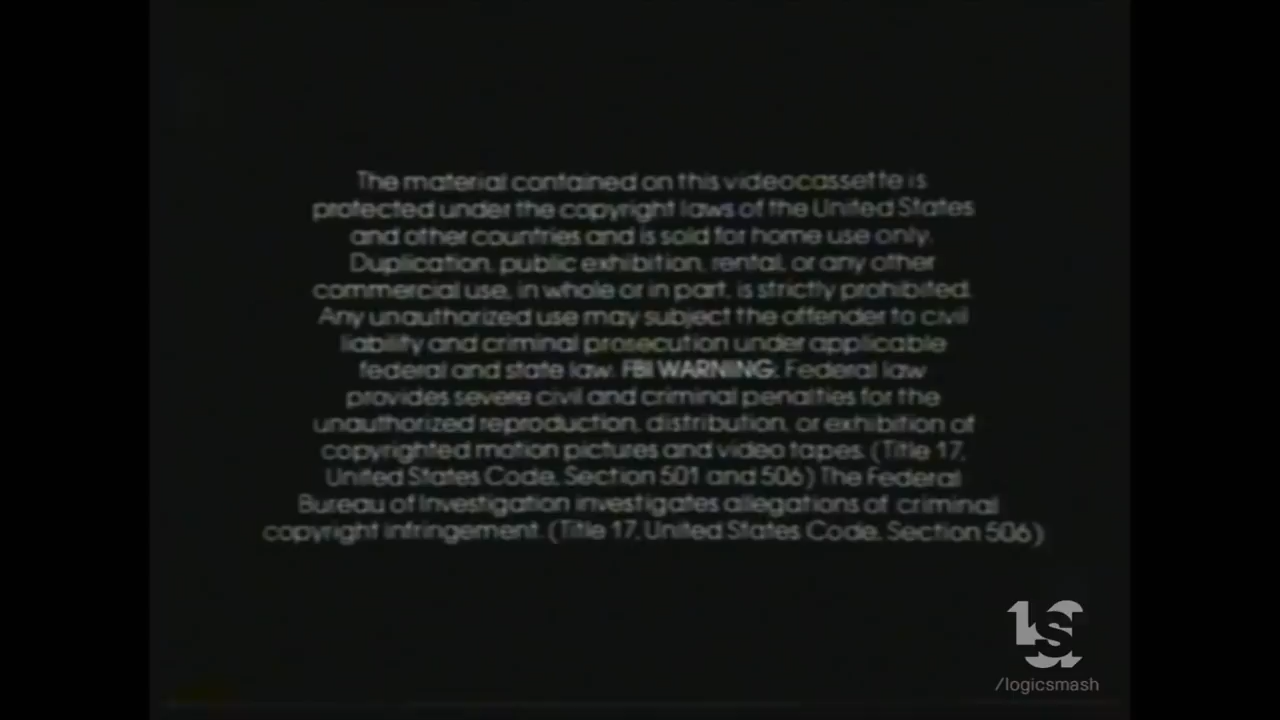 The material contained on this videocassette is
protected under the copyright laws of the United States
and other countries and is sold for home use only.
Duplication, public exhibition, rental, or any other
commercial use, in whole or in part, is strictly prohibited.
Any unauthorized use may subject the offender to civil
liability and criminal prosecution under applicable
federal and state law. FBI WARNING: Federal law
provides severe civil and criminal penalties for the
unauthorized reproduction, distribution, or exhibition of
copyrighted motion pictures and video tapes. (Title 17,
United States Code, Section 501 and 506) The Federal
Bureau of Investigation investigates allegations of criminal
copyright infringement. (Title 17, United States Code, Section 506)
ls
/logicsmash